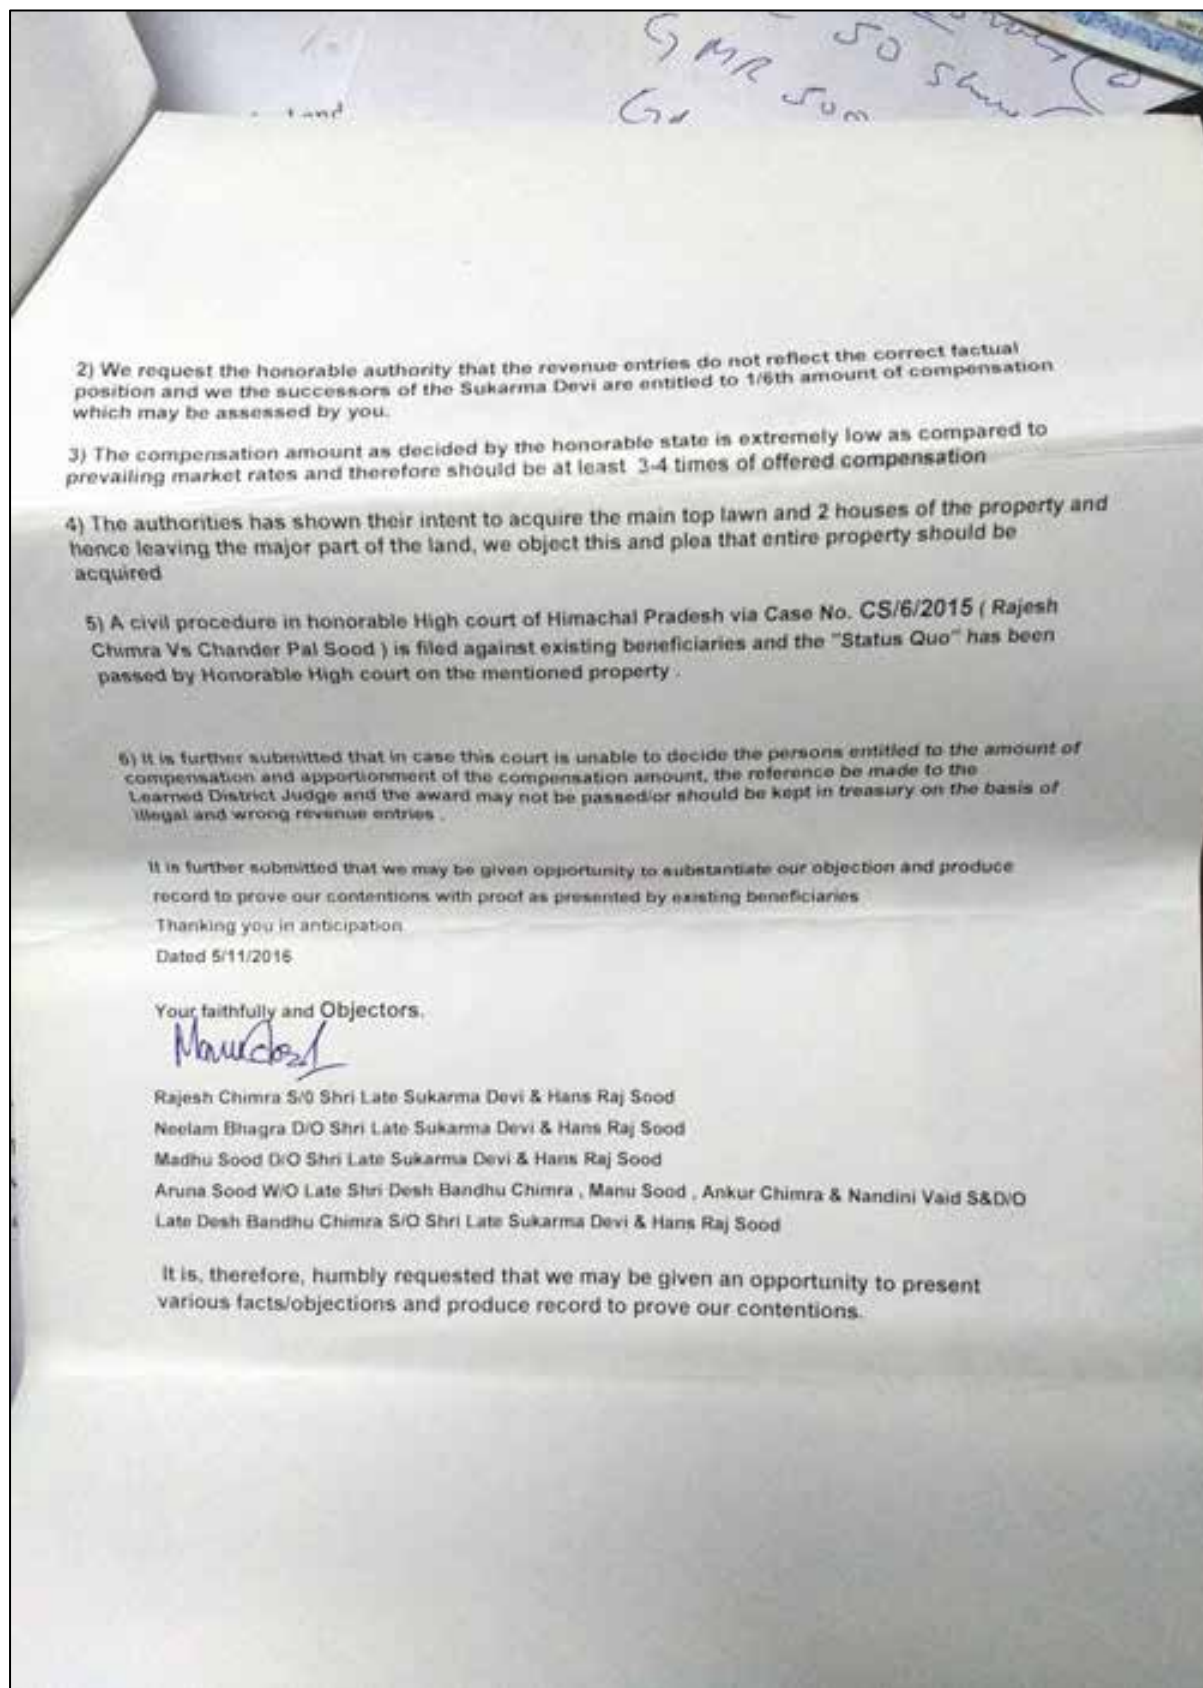 50 Shares
GMR 50m
Land
2) We request the honorable authority that the revenue entries do not reflect the correct factual
position and we the successors of the Sukarma Devi are entitled to 1/6th amount of compensation
which may be assessed by you.
3) The compensation amount as decided by the honorable state is extremely low as compared to
prevailing market rates and therefore should be at least 3-4 times of offered compensation
4) The authorities has shown their intent to acquire the main top lawn and 2 houses of the property and
hence leaving the major part of the land, we object this and plea that entire property should be
acquired
5) A civil procedure in honorable High court of Himachal Pradesh via Case No. CS/6/2015 ( Rajesh
Chimra Vs Chander Pal Sood ) is filed against existing beneficiaries and the "Status Quo" has been
passed by Honorable High court on the mentioned property .
6) It is further submitted that in case this court is unable to decide the persons entitled to the amount of
compensation and apportionment of the compensation amount, the reference be made to the
Learned District Judge and the award may not be passed/or should be kept in treasury on the basis of
illegal and wrong revenue entries .
It is further submitted that we may be given opportunity to substantiate our objection and produce
record to prove our contentions with proof as presented by existing beneficiaries
Thanking you in anticipation
Dated 5/11/2016
Your faithfully and Objectors.
Rajesh Chimra S/0 Shri Late Sukarma Devi & Hans Raj Sood
Neelam Bhagra D/O Shri Late Sukarma Devi & Hans Raj Sood
Madhu Sood D/O Shri Late Sukarma Devi & Hans Raj Sood
Aruna Sood W/O Late Shri Desh Bandhu Chimra , Manu Sood , Ankur Chimra & Nandini Vaid S&D/O
Late Desh Bandhu Chimra S/O Shri Late Sukarma Devi & Hans Raj Sood
It is, therefore, humbly requested that we may be given an opportunity to present
various facts/objections and produce record to prove our contentions.